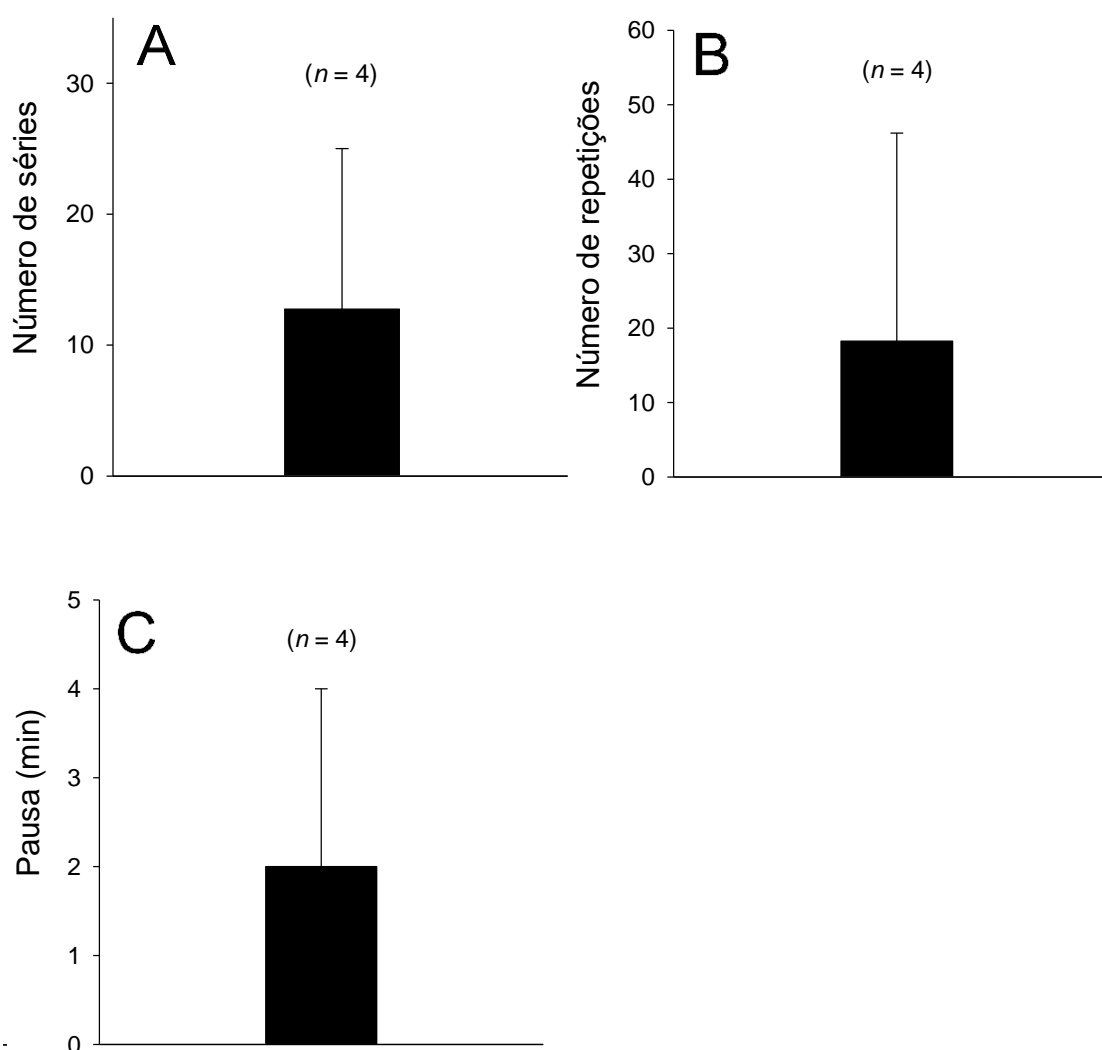 A
(n = 4)
Número de séries
30
20
10
0
B
(n = 4)
Número de repetições
60
50
40
30
20
10
0
C
(n = 4)
Pausa (min)
5
4
3
2
1
0